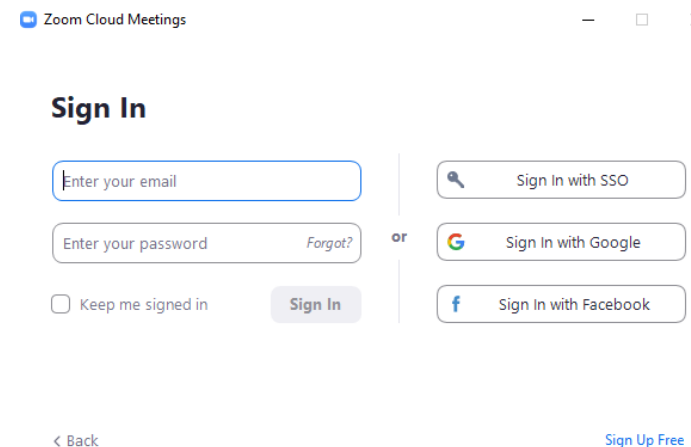 Zoom Cloud Meetings
Sign In
Enter your email
Enter your password
Forgot?
Keep me signed in
Sign In
or
Sign In with SSO
Sign In with Google
Sign In with Facebook
Back
Sign Up Free